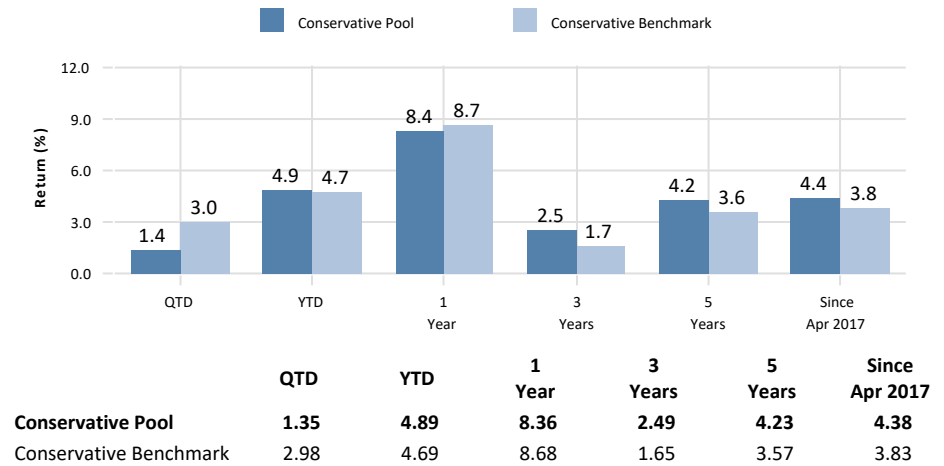 Conservative Pool Conservative Benchmark
12.0
9.0
6.0
3.0
0.0
Return (%)
1.4 3.0 4.9 4.7 8.4 8.7 2.5 1.7 4.2 3.6 4.4 3.8
QTD YTD 1 3 5 Since
Year Years Years Apr 2017
QTD YTD 1 3 5 Since
Year Years Years Apr 2017
Conservative Pool 1.35 4.89 8.36 2.49 4.23 4.38
Conservative Benchmark 2.98 4.69 8.68 1.65 3.57 3.83